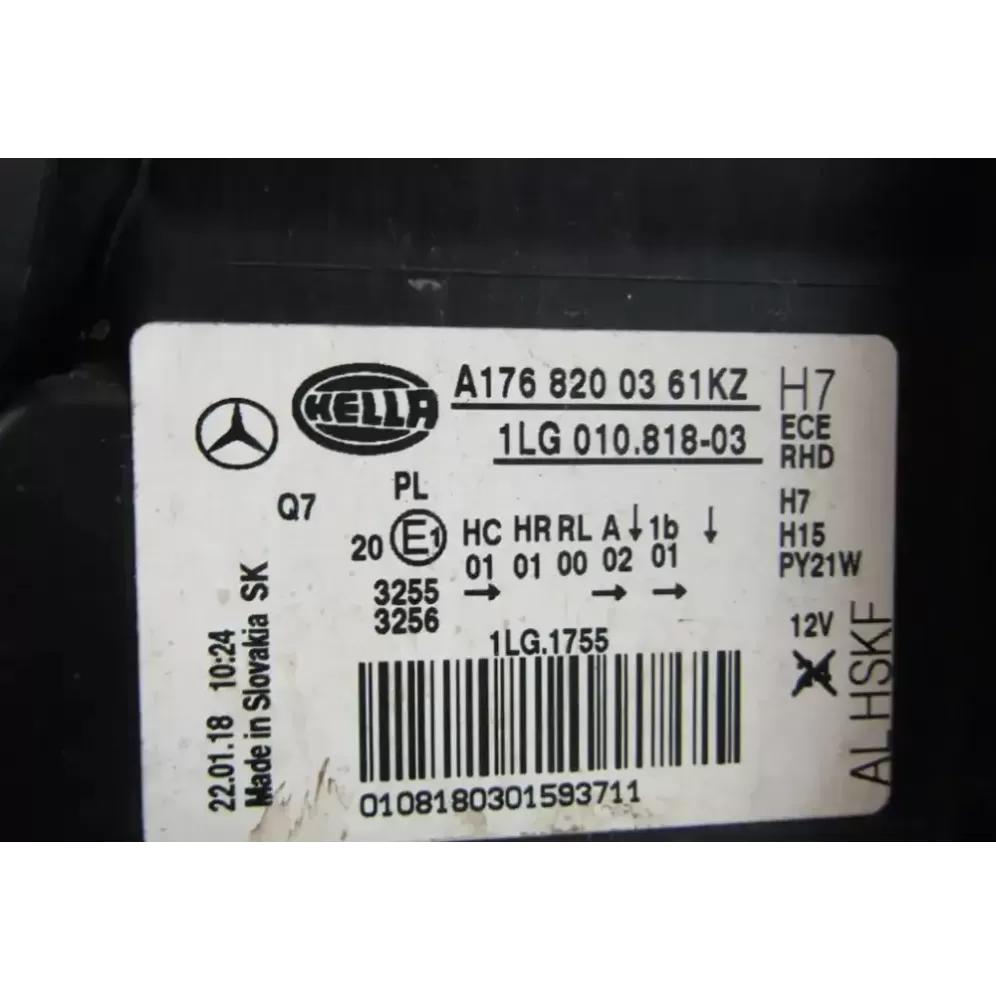 HELLA
A176 820 03 61KZ
1LG 010.818-03
H7
ECE
RHD
Q7
PL
20 E1
HC HR RL A↓ 1b ↓
01 01 00 02 01
→ → →
3255
3256
H7
H15
PY21W
1LG.1755
12V
ALHSKF
22.01.18 10:24
Made in Slovakia SK
0108180301593711